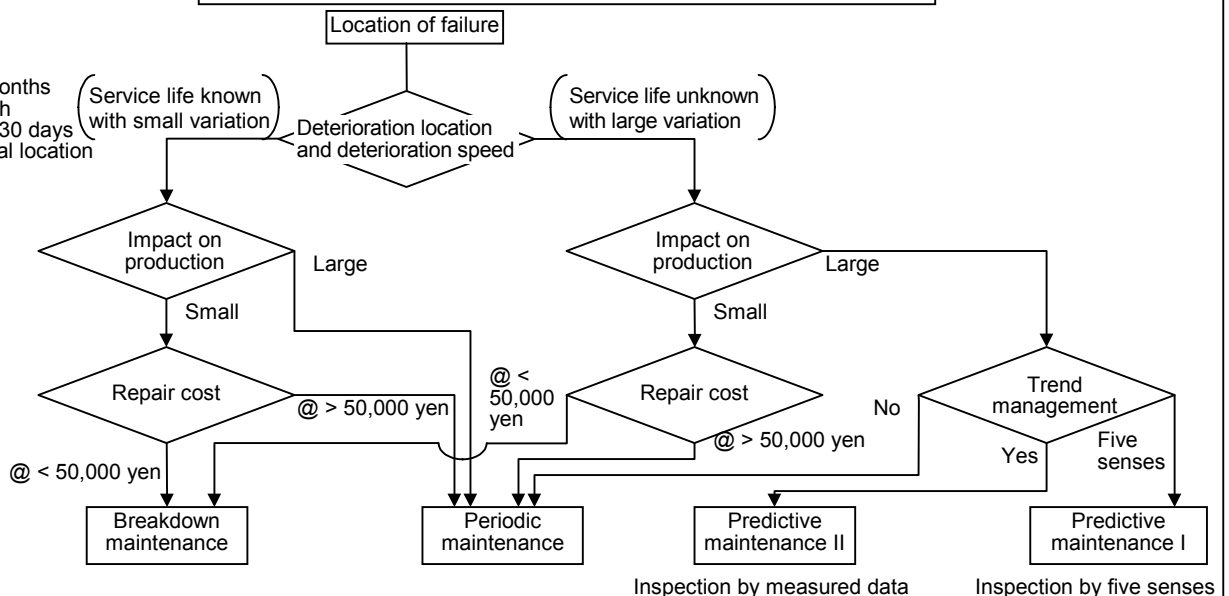 Location of failure
onths
h
30 days
al location
Service life known
with small variation
Service life unknown
with large variation
Deterioration location
and deterioration speed
Impact on
production
Large
Small
Impact on
production
Large
Small
Repair cost
@ > 50,000 yen
@ < 50,000 yen
@ <
50,000
yen
Repair cost
@ > 50,000 yen
Trend
management
No
Yes
Five
senses
Breakdown
maintenance
Periodic
maintenance
Predictive
maintenance II
Predictive
maintenance I
Inspection by measured data
Inspection by five senses